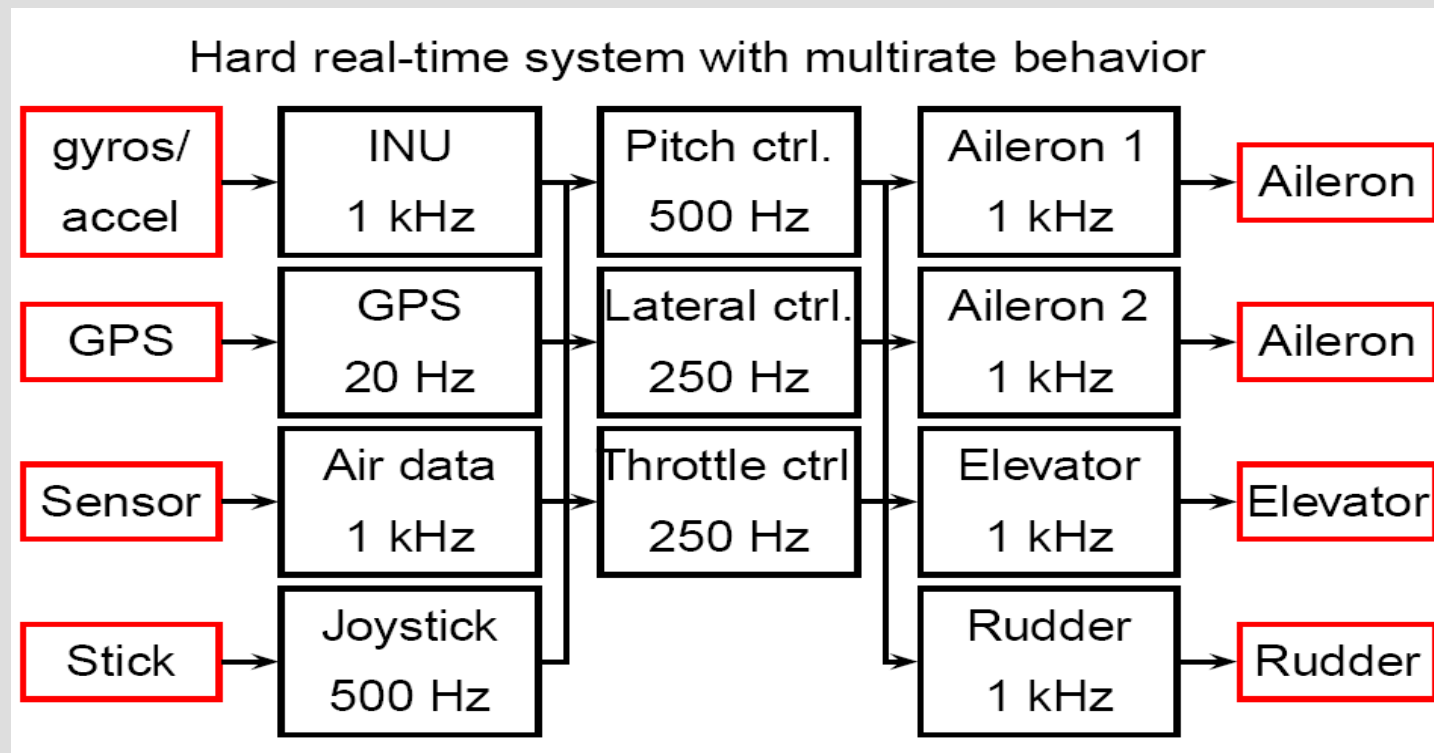 Hard real-time system with multirate behavior
gyros/
accel
INU
1 kHz
Pitch ctrl.
500 Hz
Aileron 1
1 kHz
Aileron
GPS
GPS
20 Hz
Lateral ctrl.
250 Hz
Aileron 2
1 kHz
Aileron
Sensor
Air data
1 kHz
Throttle ctrl
250 Hz
Elevator
1 kHz
Elevator
Stick
Joystick
500 Hz
Rudder
1 kHz
Rudder